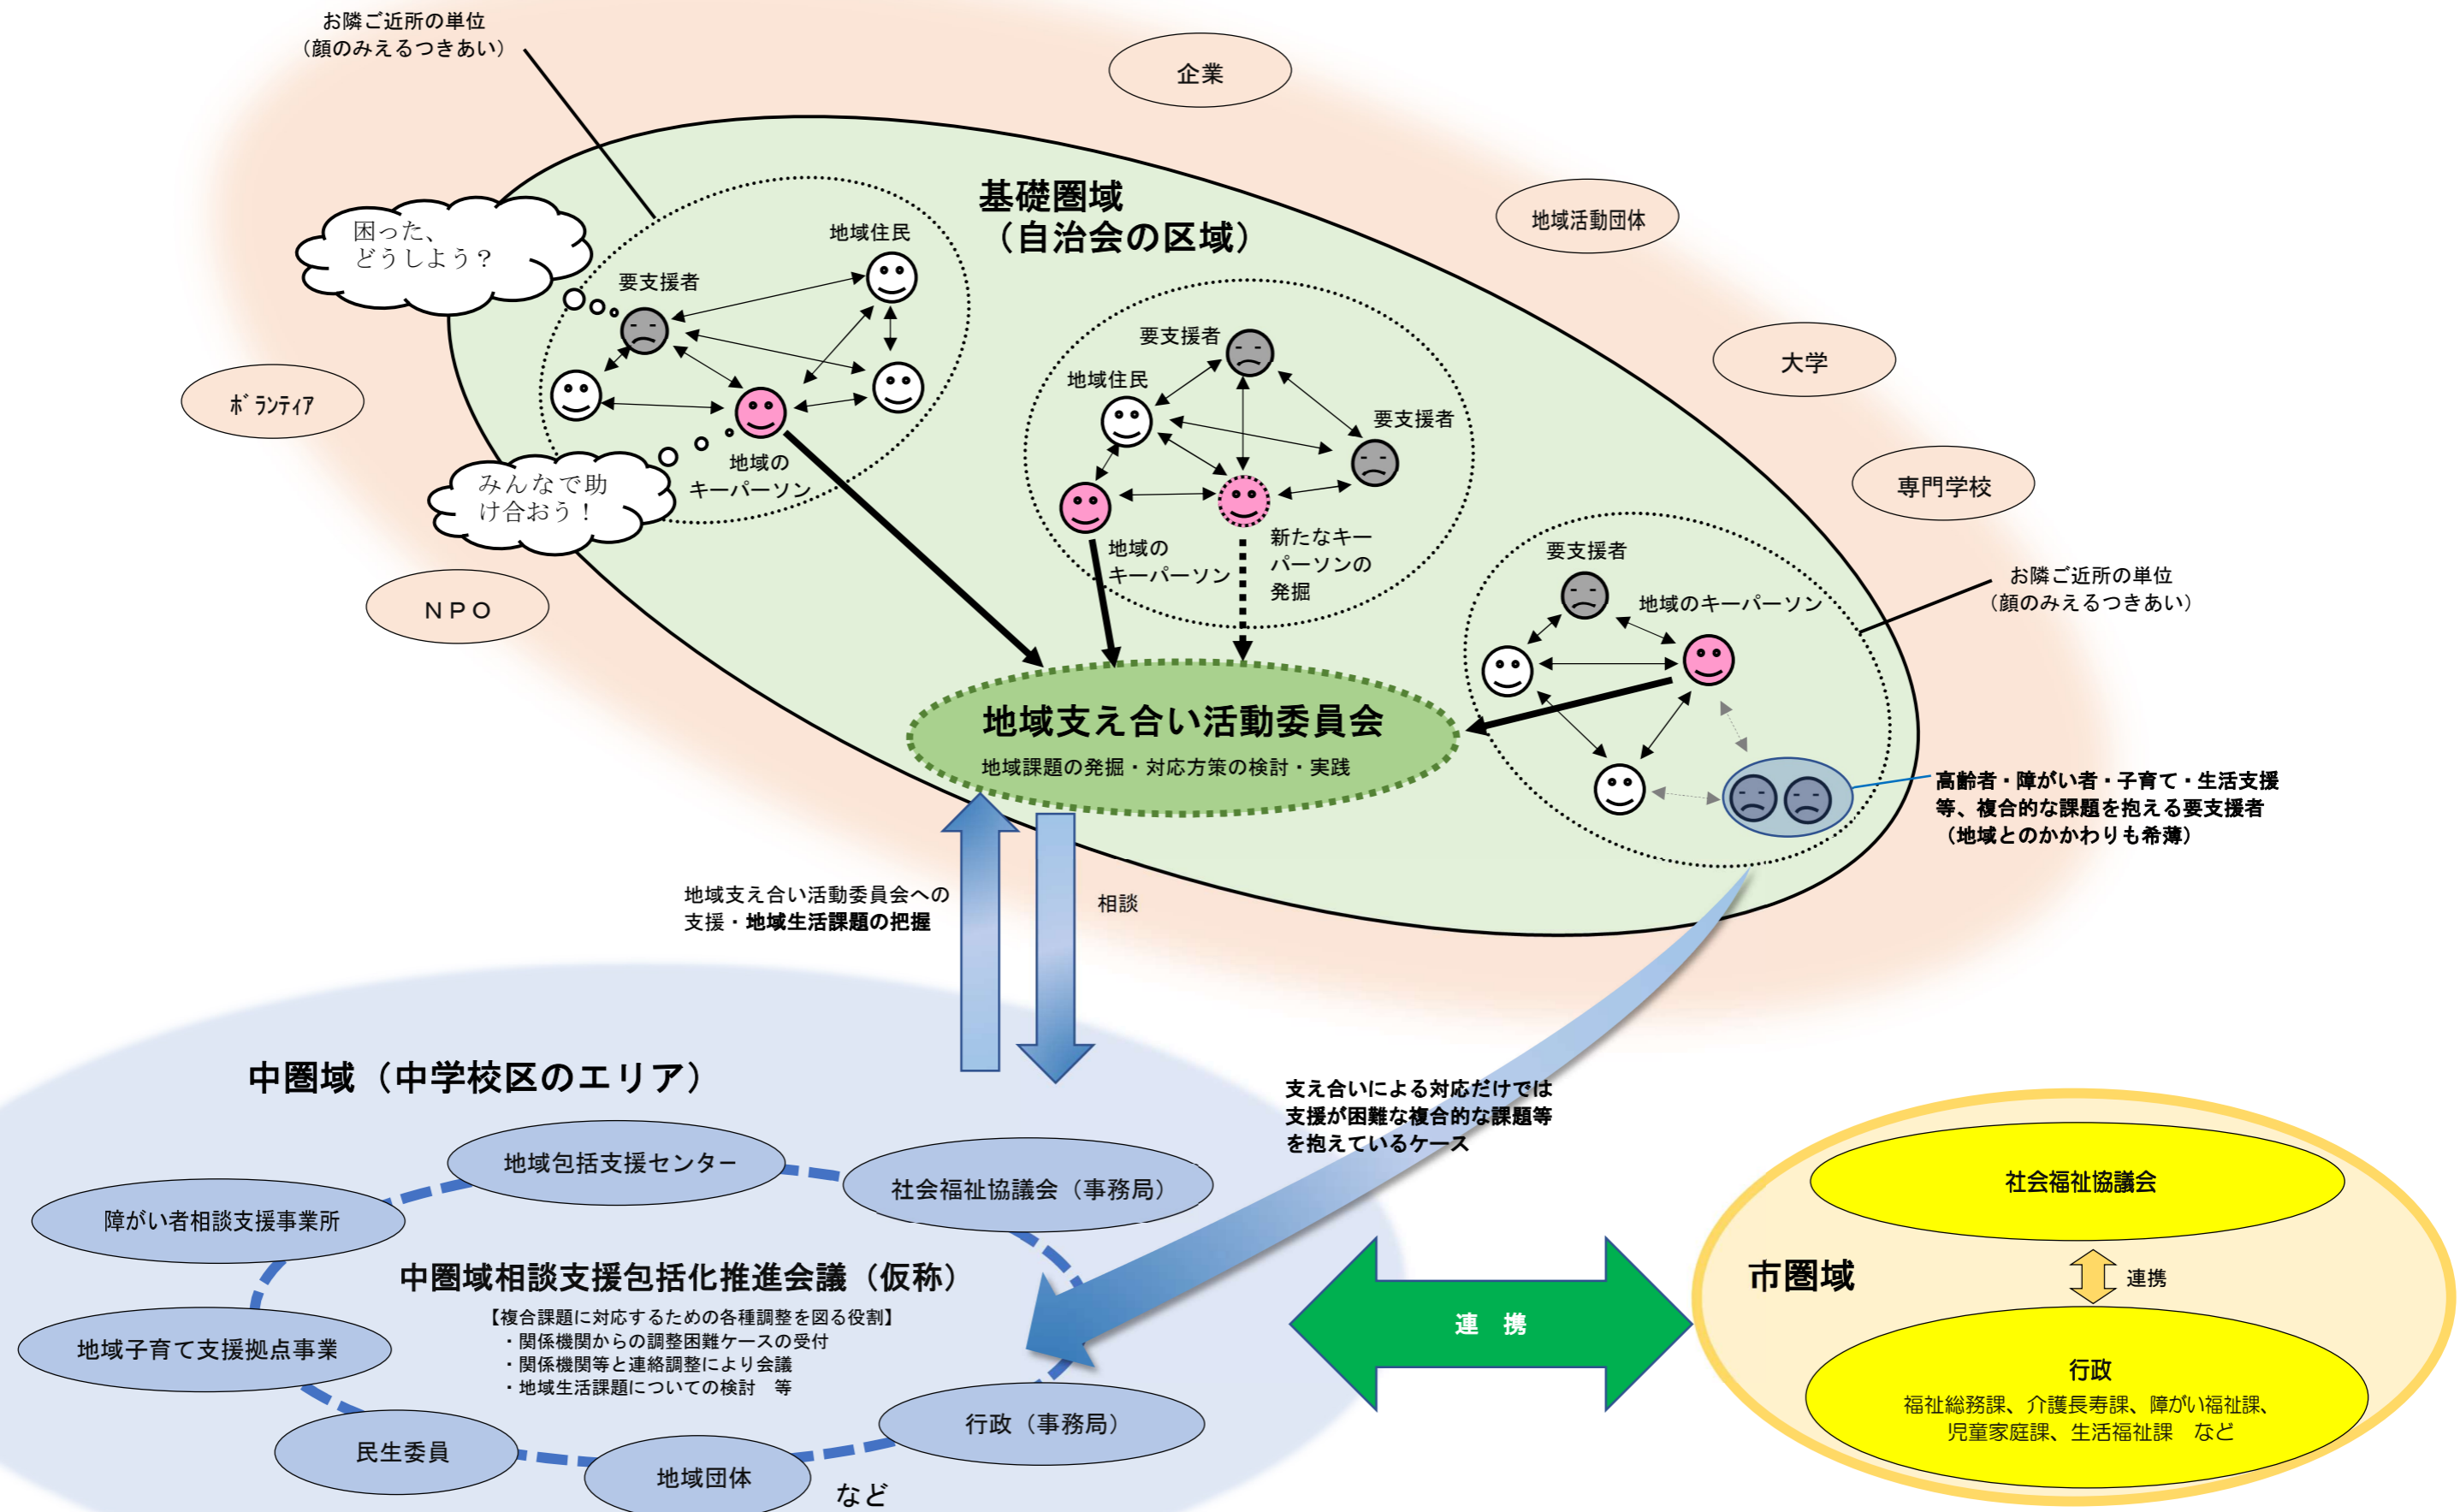 お隣ご近所の単位
（顔のみえるつきあい）
企業
地域活動団体
大学
専門学校
ﾎﾞﾗﾝﾃｨｱ
ＮＰＯ
基礎圏域
（自治会の区域）
困った、
どうしよう？
要支援者
地域住民
みんなで助
け合おう！
地域の
キーパーソン
要支援者
地域住民
要支援者
地域の
キーパーソン
新たなキー
パーソンの
発掘
要支援者
地域のキーパーソン
お隣ご近所の単位
（顔のみえるつきあい）
高齢者・障がい者・子育て・生活支援
等、複合的な課題を抱える要支援者
（地域とのかかわりも希薄）
地域支え合い活動委員会
地域課題の発掘・対応方策の検討・実践
地域支え合い活動委員会への
支援・地域生活課題の把握
相談
支え合いによる対応だけでは
支援が困難な複合的な課題等
を抱えているケース
中圏域（中学校区のエリア）
地域包括支援センター
社会福祉協議会（事務局）
障がい者相談支援事業所
中圏域相談支援包括化推進会議（仮称）
【複合課題に対応するための各種調整を図る役割】
・関係機関からの調整困難ケースの受付
・関係機関等と連絡調整により会議
・地域生活課題についての検討　等
地域子育て支援拠点事業
民生委員
地域団体
行政（事務局）
など
連　携
市圏域
社会福祉協議会
連携
行政
福祉総務課、介護長寿課、障がい福祉課、
児童家庭課、生活福祉課　など